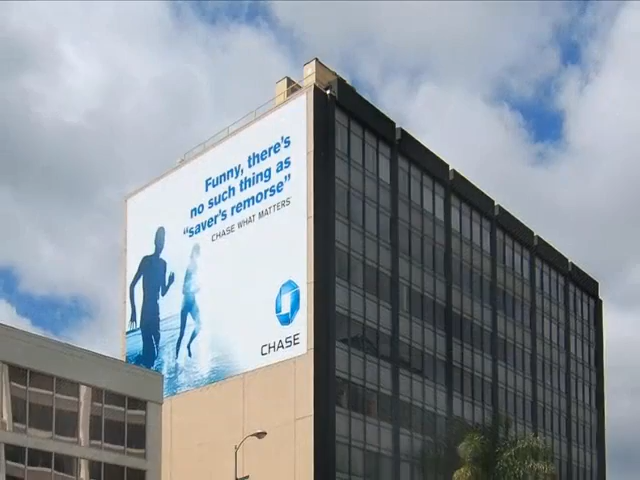 Funny, there's
no such thing as
"saver's remorse"
CHASE WHAT MATTERS
CHASE